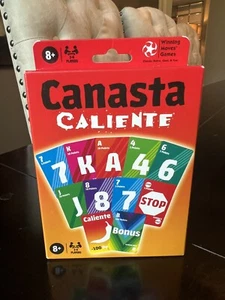 8+
Winning
Moves
Games
Canasta
CALIENTE
7 K A 4 6
J 8 7 STOP
Caliente Bonus
8+